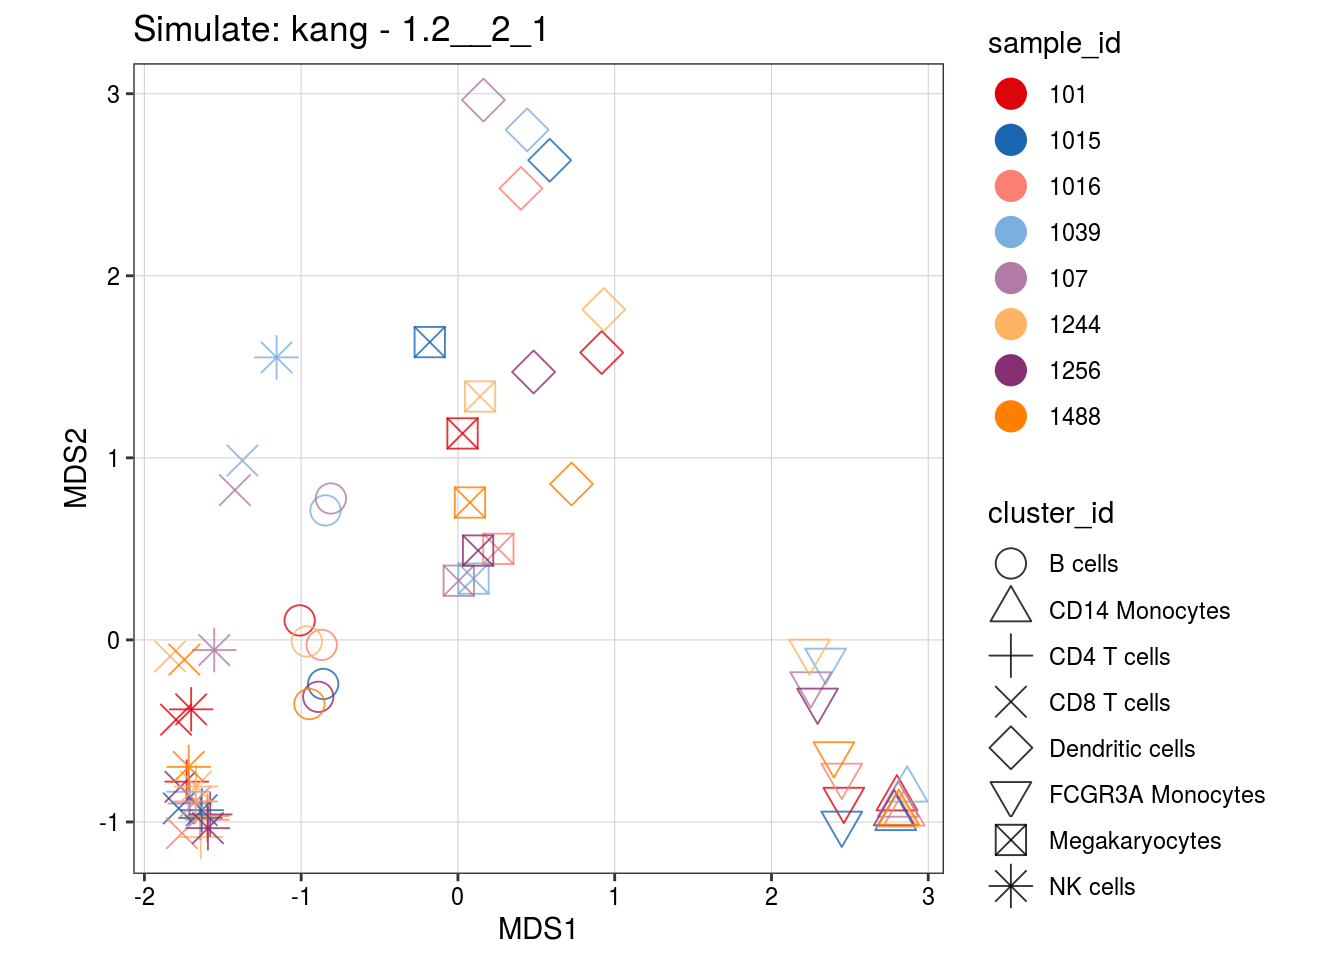 Simulate: kang - 1.2__2_1
3
2
1
0
-1
MDS2
-2
-1
0
1
2
3
MDS1
sample_id
101
1015
1016
1039
107
1244
1256
1488
cluster_id
B cells
CD14 Monocytes
CD4 T cells
CD8 T cells
Dendritic cells
FCGR3A Monocytes
Megakaryocytes
NK cells